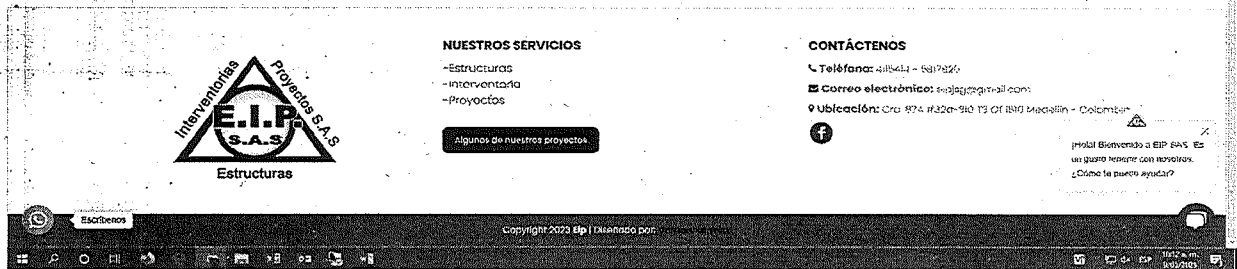 Interventorias
Proyectos S.A.S
E.I.P.
S.A.S
Estructuras
NUESTROS SERVICIOS
-Estructuras
-Interventoría
-Proyectos
Algunos de nuestros proyectos
CONTÁCTENOS
Teléfono:
Correo electrónico:
Ubicación: Medellín - Colombia
¡Hola! Bienvenido a EIP SAS. Es
un gusto tenerte con nosotros.
¿Cómo te puedo ayudar?
Escríbenos
Copyright 2023 Eip | Diseñado por:
ESP